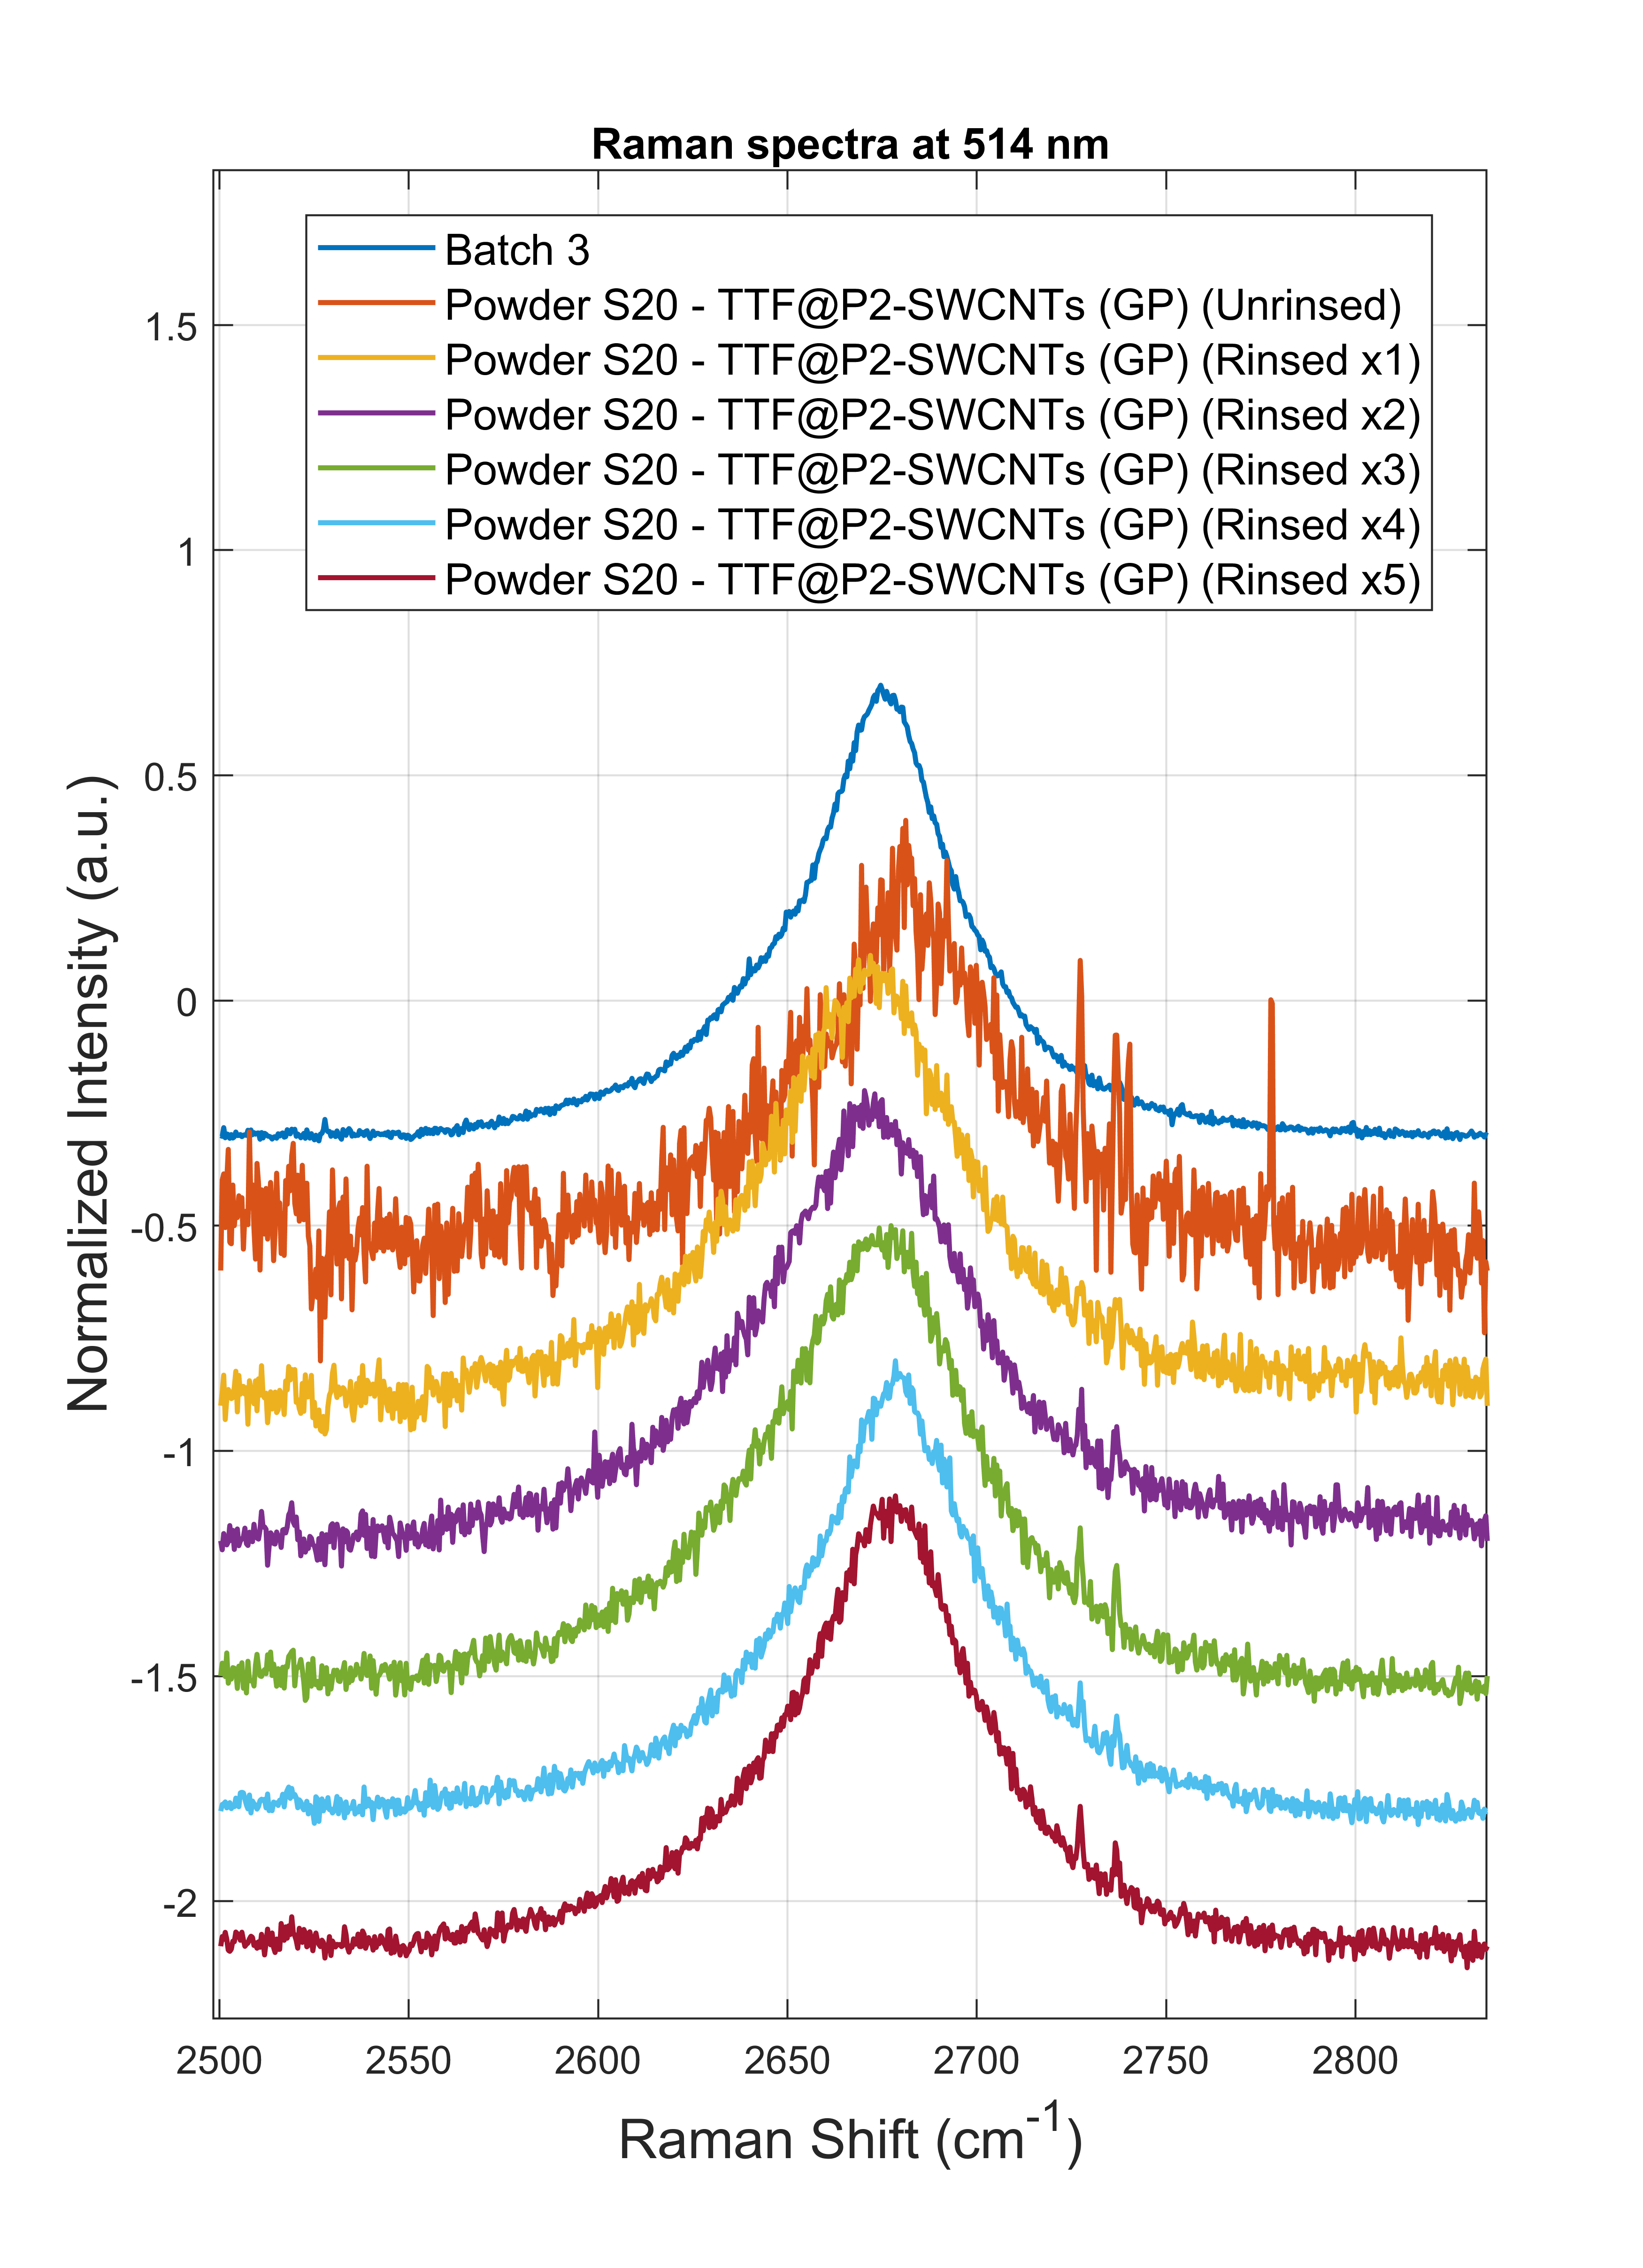 Raman spectra at 514 nm
Batch 3
Powder S20 - TTF@P2-SWCNTs (GP) (Unrinsed)
Powder S20 - TTF@P2-SWCNTs (GP) (Rinsed x1)
Powder S20 - TTF@P2-SWCNTs (GP) (Rinsed x2)
Powder S20 - TTF@P2-SWCNTs (GP) (Rinsed x3)
Powder S20 - TTF@P2-SWCNTs (GP) (Rinsed x4)
Powder S20 - TTF@P2-SWCNTs (GP) (Rinsed x5)
Normalized Intensity (a.u.)
1.5
1
0.5
0
-0.5
-1
-1.5
-2
2500 2550 2600 2650 2700 2750 2800
Raman Shift (cm⁻¹)